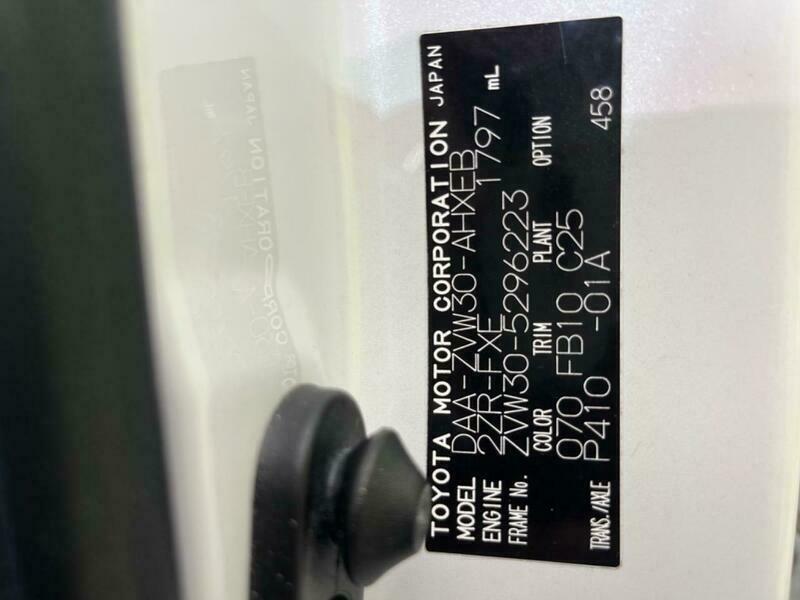 TOYOTA MOTOR CORPORATION JAPAN
MODEL DAA-ZVW30-AHXEB
ENGINE 2ZR-FXE 1797 mL
FRAME No. ZVW30-5296223
COLOR TRIM PLANT OPTION
070 FB10 C25
TRANS./AXLE P410 -01A 458